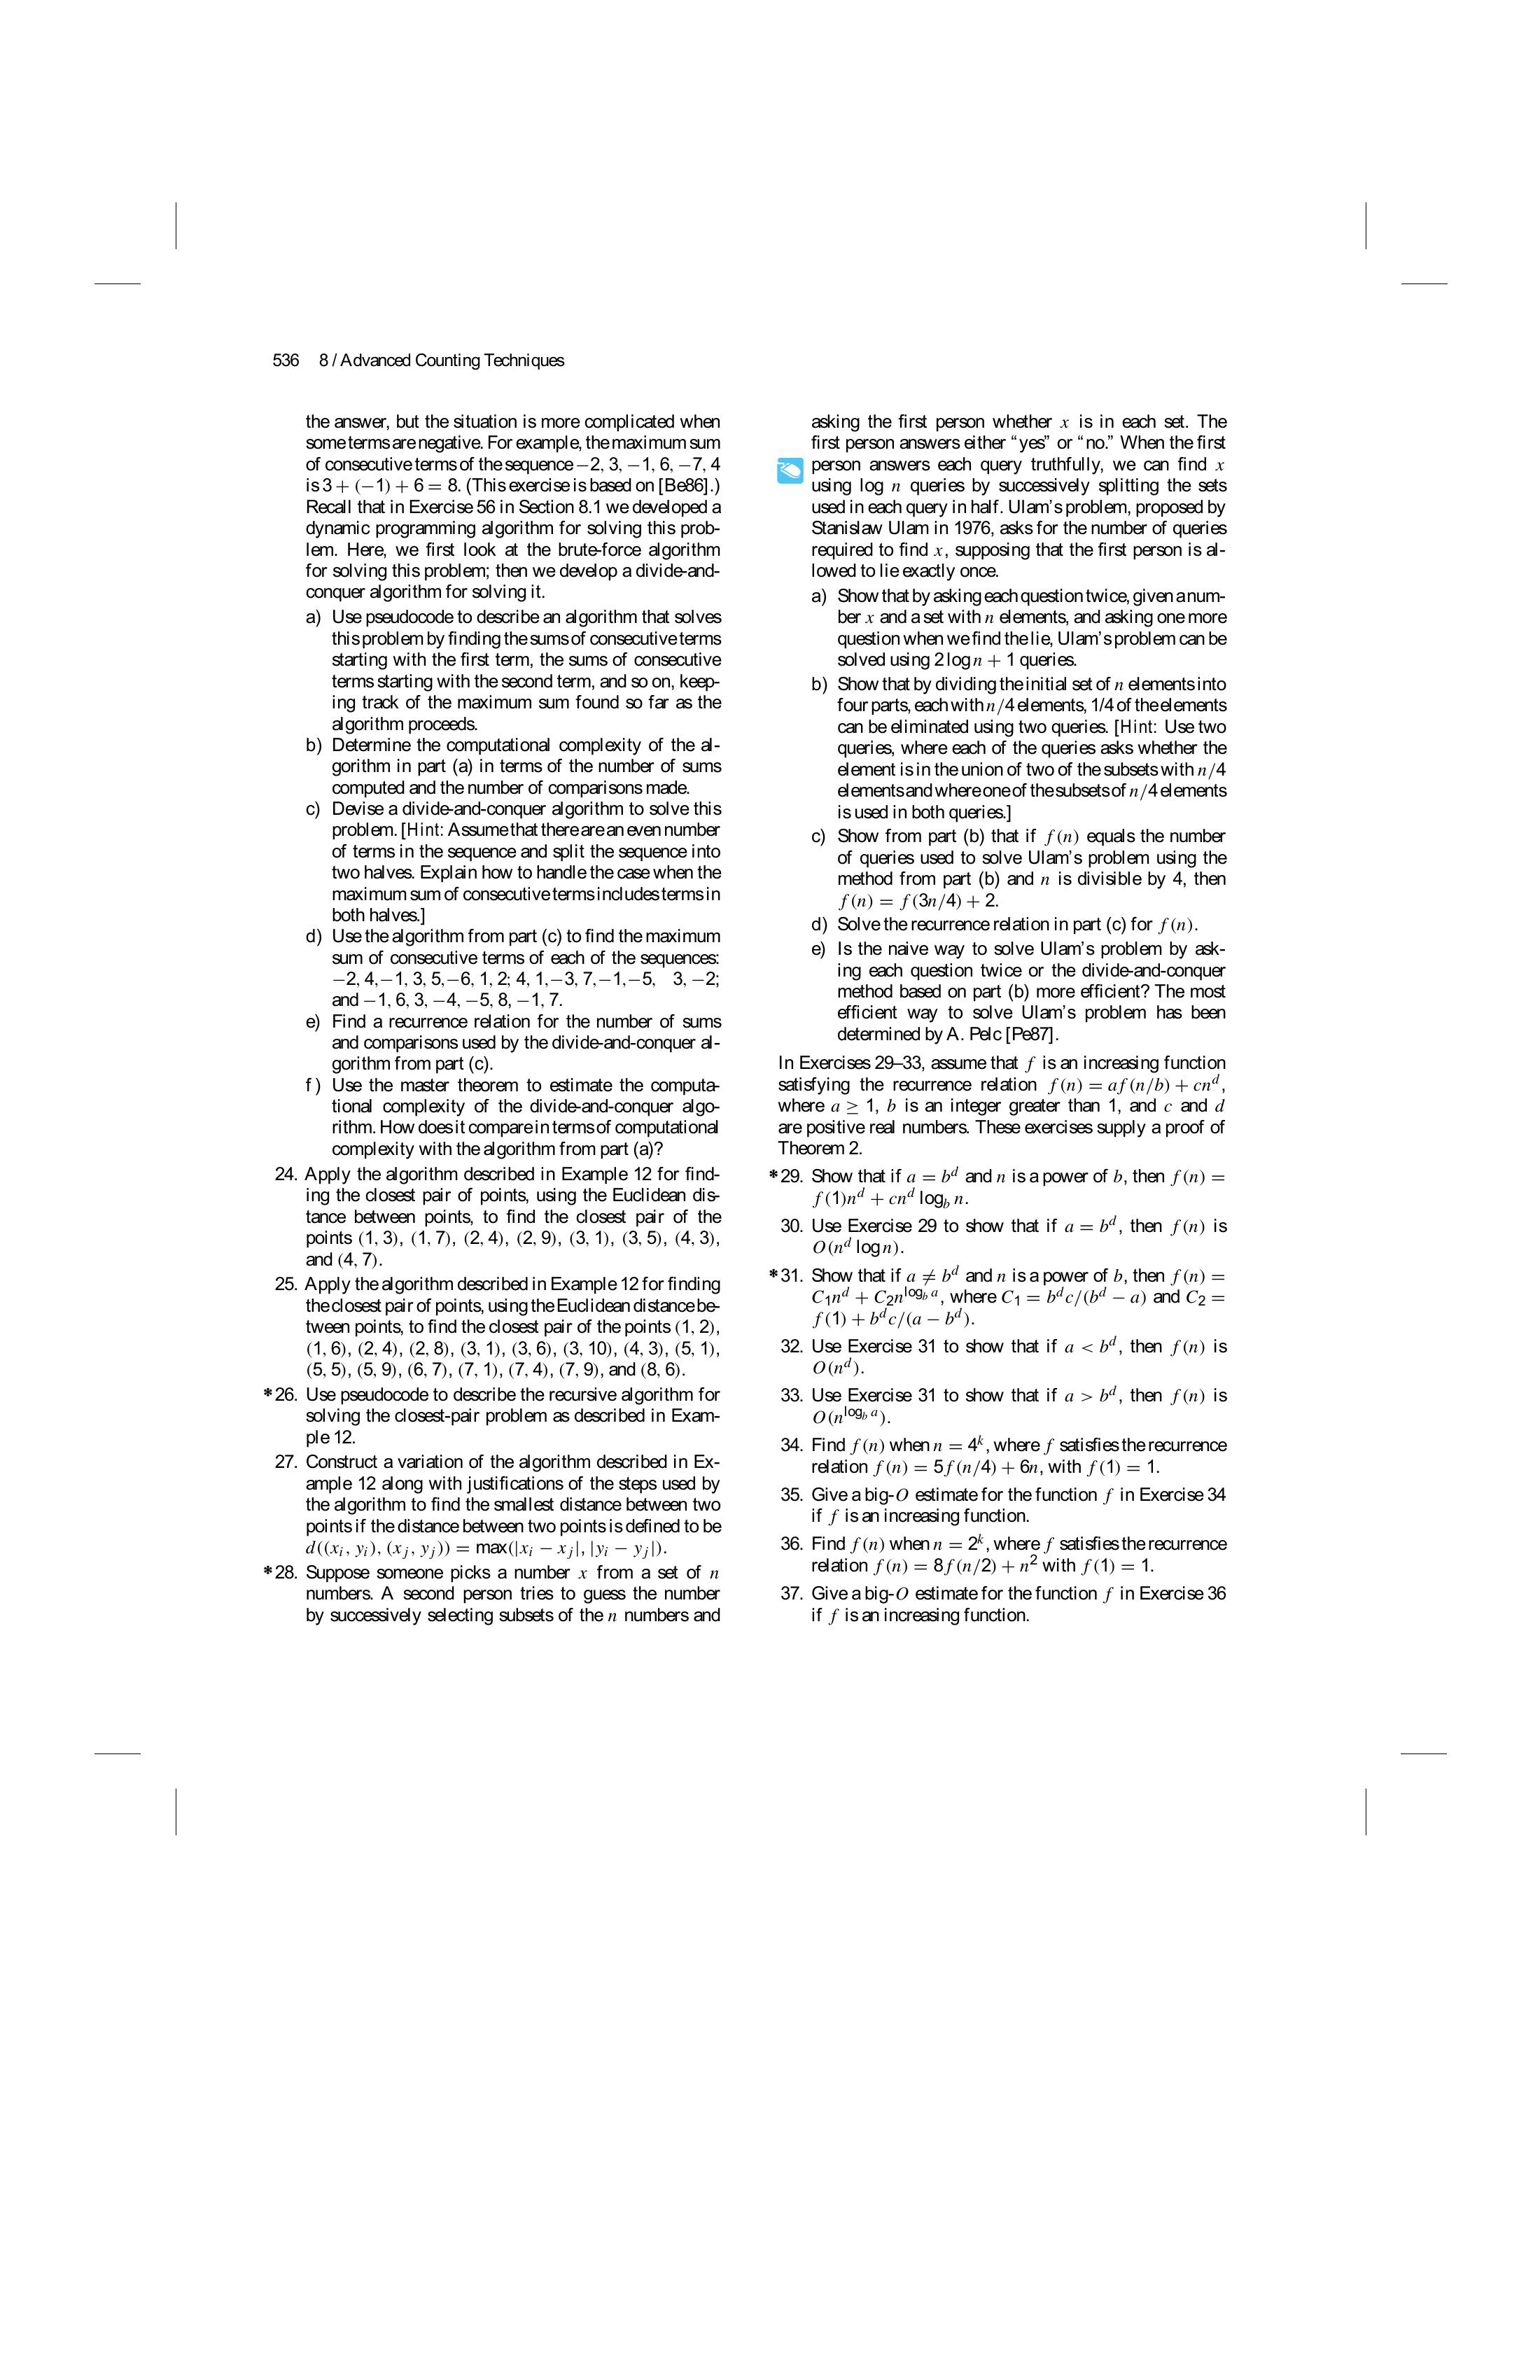 536 8 / Advanced Counting Techniques
the answer, but the situation is more complicated when
some terms are negative. For example, the maximum sum
of consecutive terms of the sequence −2, 3, −1, 6, −7, 4
is 3 + (−1) + 6 = 8. (This exercise is based on [Be86].)
Recall that in Exercise 56 in Section 8.1 we developed a
dynamic programming algorithm for solving this prob-
lem. Here, we first look at the brute-force algorithm
for solving this problem; then we develop a divide-and-
conquer algorithm for solving it.
a) Use pseudocode to describe an algorithm that solves
this problem by finding the sums of consecutive terms
starting with the first term, the sums of consecutive
terms starting with the second term, and so on, keep-
ing track of the maximum sum found so far as the
algorithm proceeds.
b) Determine the computational complexity of the al-
gorithm in part (a) in terms of the number of sums
computed and the number of comparisons made.
c) Devise a divide-and-conquer algorithm to solve this
problem. [Hint: Assume that there are an even number
of terms in the sequence and split the sequence into
two halves. Explain how to handle the case when the
maximum sum of consecutive terms includes terms in
both halves.]
d) Use the algorithm from part (c) to find the maximum
sum of consecutive terms of each of the sequences:
−2, 4, −1, 3, 5, −6, 1, 2; 4, 1, −3, 7, −1, −5, 3, −2;
and −1, 6, 3, −4, −5, 8, −1, 7.
e) Find a recurrence relation for the number of sums
and comparisons used by the divide-and-conquer al-
gorithm from part (c).
f ) Use the master theorem to estimate the computa-
tional complexity of the divide-and-conquer algo-
rithm. How does it compare in terms of computational
complexity with the algorithm from part (a)?
24. Apply the algorithm described in Example 12 for find-
ing the closest pair of points, using the Euclidean dis-
tance between points, to find the closest pair of the
points (1, 3), (1, 7), (2, 4), (2, 9), (3, 1), (3, 5), (4, 3),
and (4, 7).
25. Apply the algorithm described in Example 12 for finding
the closest pair of points, using the Euclidean distance be-
tween points, to find the closest pair of the points (1, 2),
(1, 6), (2, 4), (2, 8), (3, 1), (3, 6), (3, 10), (4, 3), (5, 1),
(5, 5), (5, 9), (6, 7), (7, 1), (7, 4), (7, 9), and (8, 6).
*26. Use pseudocode to describe the recursive algorithm for
solving the closest-pair problem as described in Exam-
ple 12.
27. Construct a variation of the algorithm described in Ex-
ample 12 along with justifications of the steps used by
the algorithm to find the smallest distance between two
points if the distance between two points is defined to be
d((xᵢ, yᵢ), (xⱼ, yⱼ)) = max(|xᵢ − xⱼ|, |yᵢ − yⱼ|).
*28. Suppose someone picks a number x from a set of n
numbers. A second person tries to guess the number
by successively selecting subsets of the n numbers and
asking the first person whether x is in each set. The
first person answers either “yes” or “no.” When the first
person answers each query truthfully, we can find x
using log n queries by successively splitting the sets
used in each query in half. Ulam’s problem, proposed by
Stanislaw Ulam in 1976, asks for the number of queries
required to find x, supposing that the first person is al-
lowed to lie exactly once.
a) Show that by asking each question twice, given a num-
ber x and a set with n elements, and asking one more
question when we find the lie, Ulam’s problem can be
solved using 2 log n + 1 queries.
b) Show that by dividing the initial set of n elements into
four parts, each with n/4 elements, 1/4 of the elements
can be eliminated using two queries. [Hint: Use two
queries, where each of the queries asks whether the
element is in the union of two of the subsets with n/4
elements and where one of the subsets of n/4 elements
is used in both queries.]
c) Show from part (b) that if f (n) equals the number
of queries used to solve Ulam’s problem using the
method from part (b) and n is divisible by 4, then
f (n) = f (3n/4) + 2.
d) Solve the recurrence relation in part (c) for f (n).
e) Is the naive way to solve Ulam’s problem by ask-
ing each question twice or the divide-and-conquer
method based on part (b) more efficient? The most
efficient way to solve Ulam’s problem has been
determined by A. Pelc [Pe87].
In Exercises 29–33, assume that f is an increasing function
satisfying the recurrence relation f (n) = af (n/b) + cn^d,
where a ≥ 1, b is an integer greater than 1, and c and d
are positive real numbers. These exercises supply a proof of
Theorem 2.
*29. Show that if a = b^d and n is a power of b, then f (n) =
f (1)n^d + cn^d log_b n.
30. Use Exercise 29 to show that if a = b^d, then f (n) is
O(n^d log n).
*31. Show that if a ≠ b^d and n is a power of b, then f (n) =
C₁n^d + C₂n^{log_b a}, where C₁ = b^d c/(b^d − a) and C₂ =
f (1) + b^d c/(a − b^d).
32. Use Exercise 31 to show that if a < b^d, then f (n) is
O(n^d).
33. Use Exercise 31 to show that if a > b^d, then f (n) is
O(n^{log_b a}).
34. Find f (n) when n = 4^k, where f satisfies the recurrence
relation f (n) = 5f (n/4) + 6n, with f (1) = 1.
35. Give a big-O estimate for the function f in Exercise 34
if f is an increasing function.
36. Find f (n) when n = 2^k, where f satisfies the recurrence
relation f (n) = 8f (n/2) + n² with f (1) = 1.
37. Give a big-O estimate for the function f in Exercise 36
if f is an increasing function.